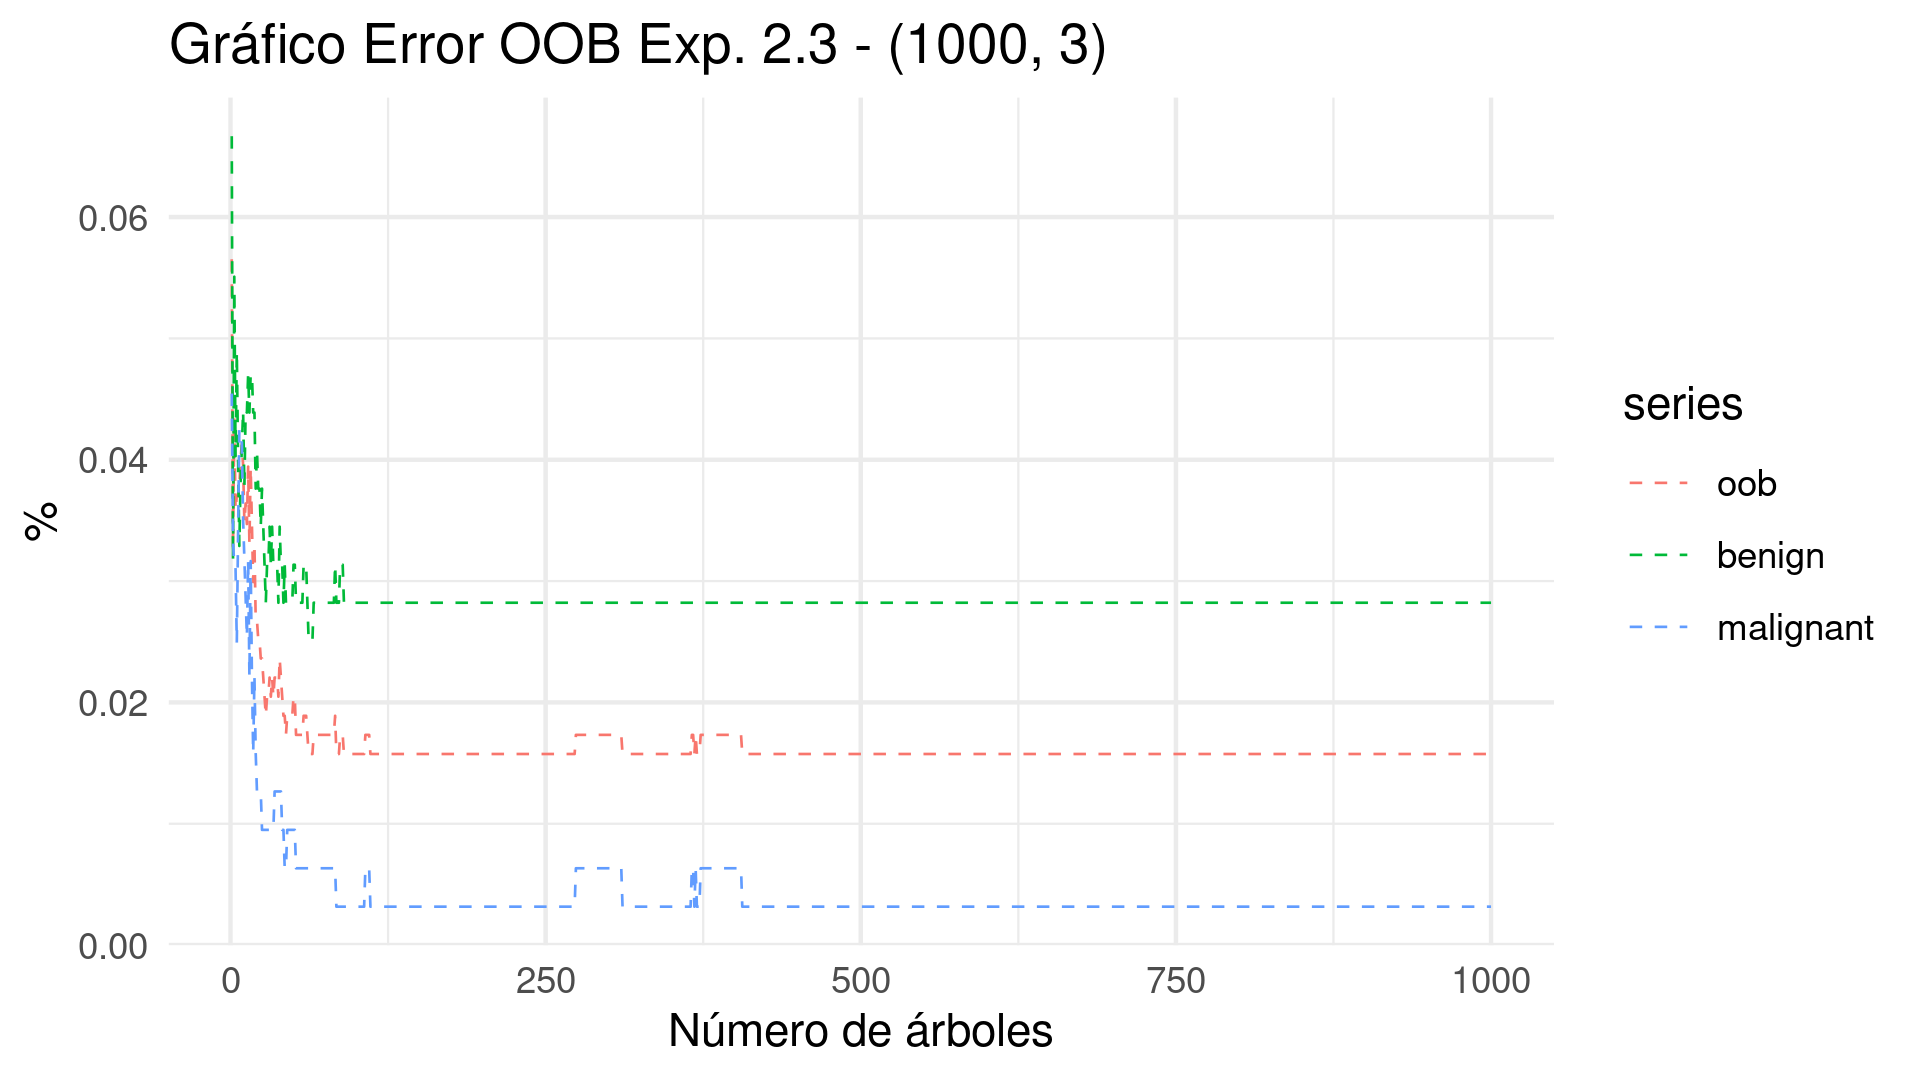 Gráfico Error OOB Exp. 2.3 - (1000, 3)
%
0.06
0.04
0.02
0.00
0 250 500 750 1000
Número de árboles
series
oob
benign
malignant